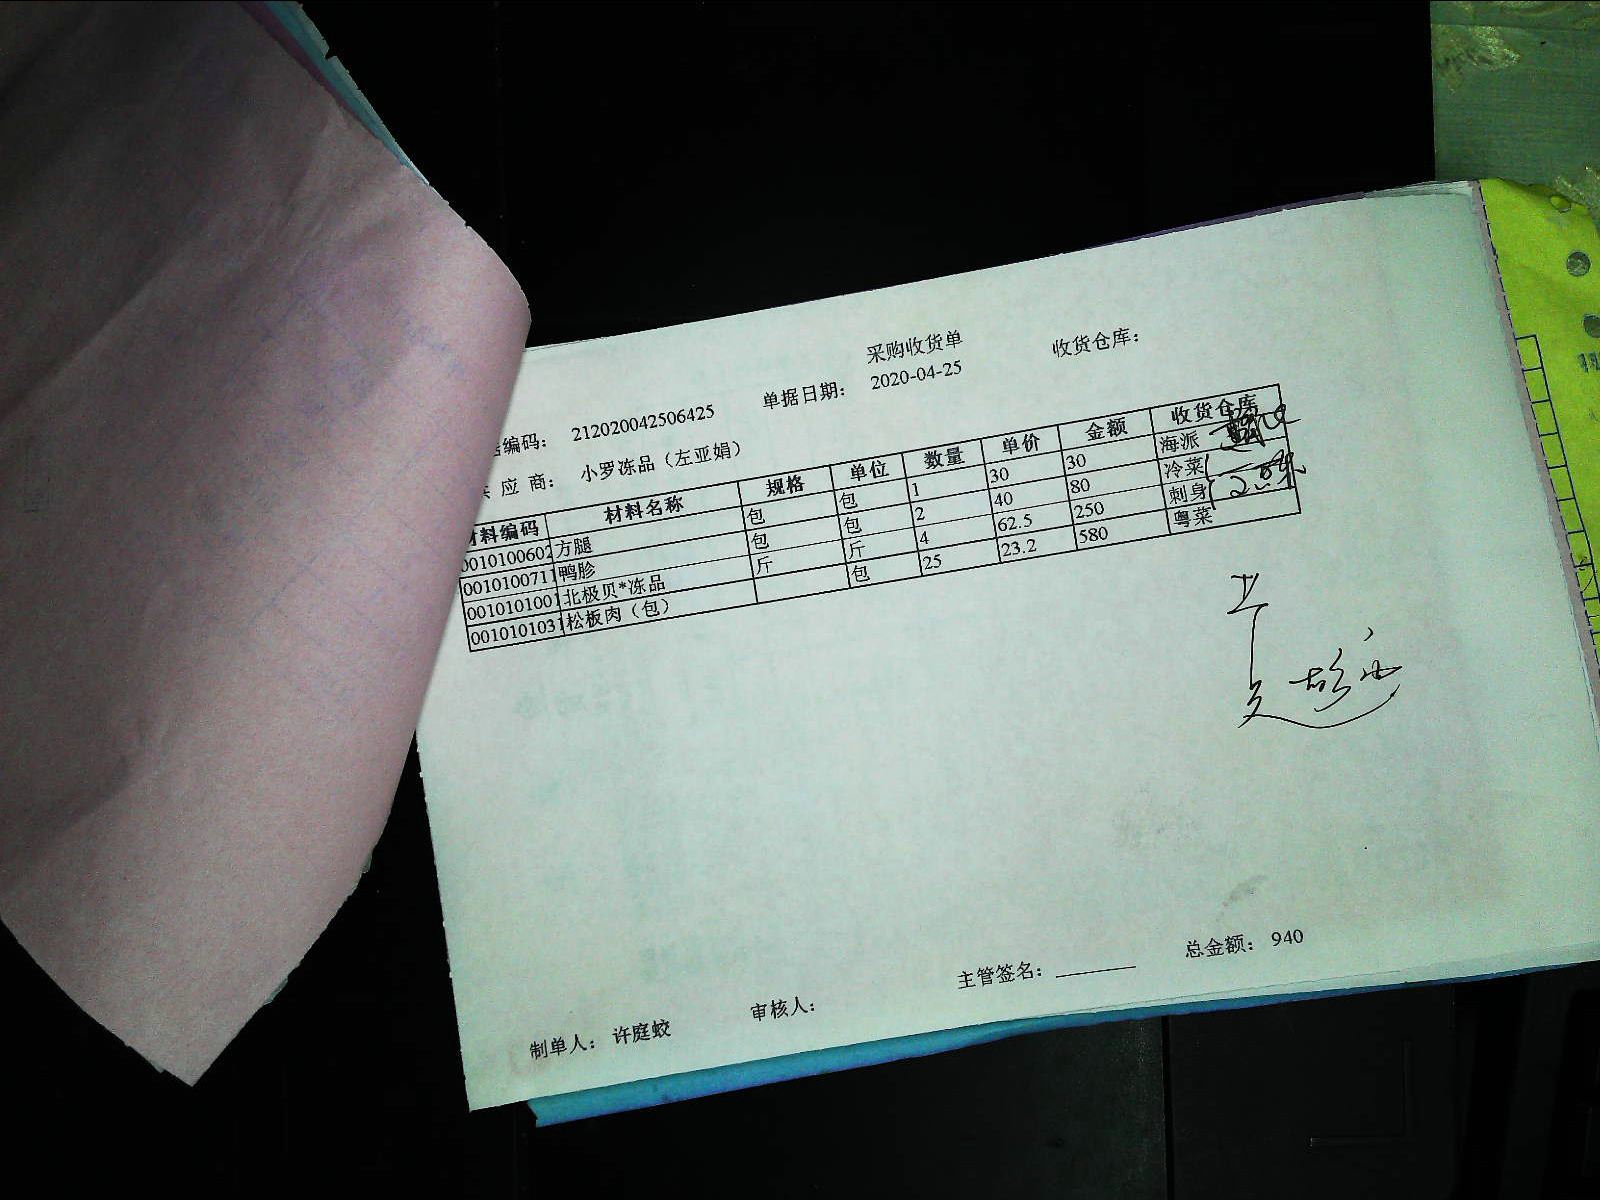 采购收货单
编码： 212020042506425 单据日期： 2020-04-25 收货仓库：
应 商： 小罗冻品（左亚娟）
材料编码 材料名称 规格 单位 数量 单价 金额 收货仓库
0010100602 方腿 包 包 1 30 30 海派
0010100711 鸭胗 包 包 2 40 80 冷菜
0010101001 北极贝*冻品 斤 斤 4 62.5 250 刺身
0010101031 松板肉（包） 包 25 23.2 580 粤菜
制单人： 许庭蛟 审核人： 主管签名： 总金额： 940